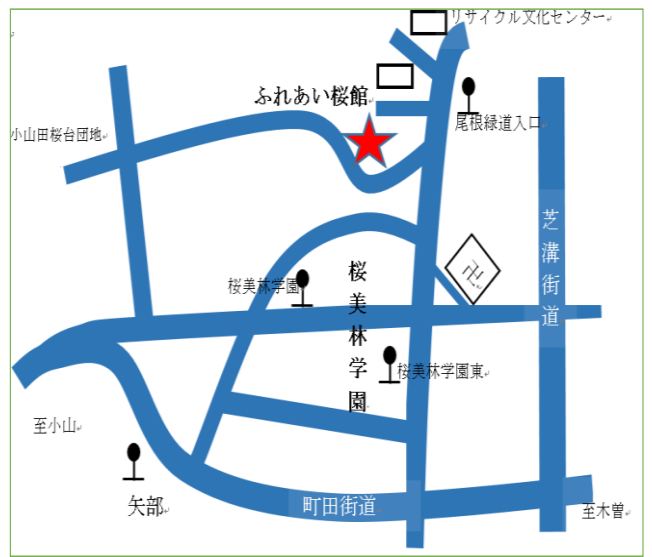 リサイクル文化センター
ふれあい桜館
尾根緑道入口
小山田桜台団地
芝溝街道
卍
桜美林学園
桜美林学園
桜美林学園東
至小山
矢部
町田街道
至木曽